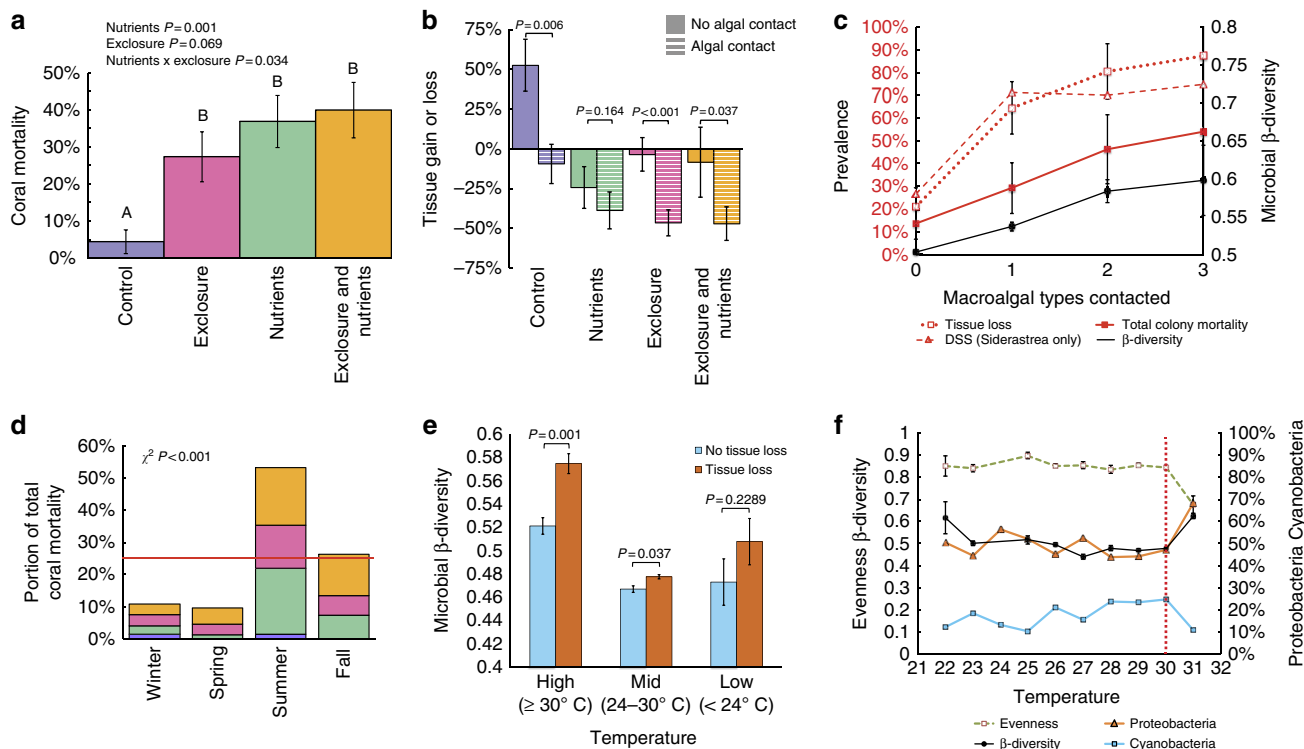 a
Nutrients P=0.001
Exclosure P=0.069
Nutrients x exclosure P=0.034
Coral mortality
50%
40%
30%
20%
10%
0%
A
B
B
B
Control
Exclosure
Nutrients
Exclosure and
nutrients
b
Tissue gain or loss
75%
50%
25%
0%
−25%
−50%
−75%
P=0.006
P=0.164
P<0.001
P=0.037
No algal contact
Algal contact
Control
Nutrients
Exclosure
Exclosure and
nutrients
c
Prevalence
100%
90%
80%
70%
60%
50%
40%
30%
20%
10%
0%
Microbial β-diversity
0.8
0.75
0.7
0.65
0.6
0.55
0.5
0 1 2 3
Macroalgal types contacted
Tissue loss
Total colony mortality
DSS (Siderastrea only)
β-diversity
d
Portion of total
coral mortality
60%
50%
40%
30%
20%
10%
0%
χ² P<0.001
Winter
Spring
Summer
Fall
e
Microbial β-diversity
0.6
0.58
0.56
0.54
0.52
0.5
0.48
0.46
0.44
0.42
0.4
P=0.001
P=0.037
P=0.2289
No tissue loss
Tissue loss
High Mid Low
(≥ 30° C) (24–30° C) (< 24° C)
Temperature
f
Evenness β-diversity
1
0.9
0.8
0.7
0.6
0.5
0.4
0.3
0.2
0.1
0
Proteobacteria Cyanobacteria
100%
90%
80%
70%
60%
50%
40%
30%
20%
10%
0%
21 22 23 24 25 26 27 28 29 30 31 32
Temperature
Evenness
Proteobacteria
β-diversity
Cyanobacteria